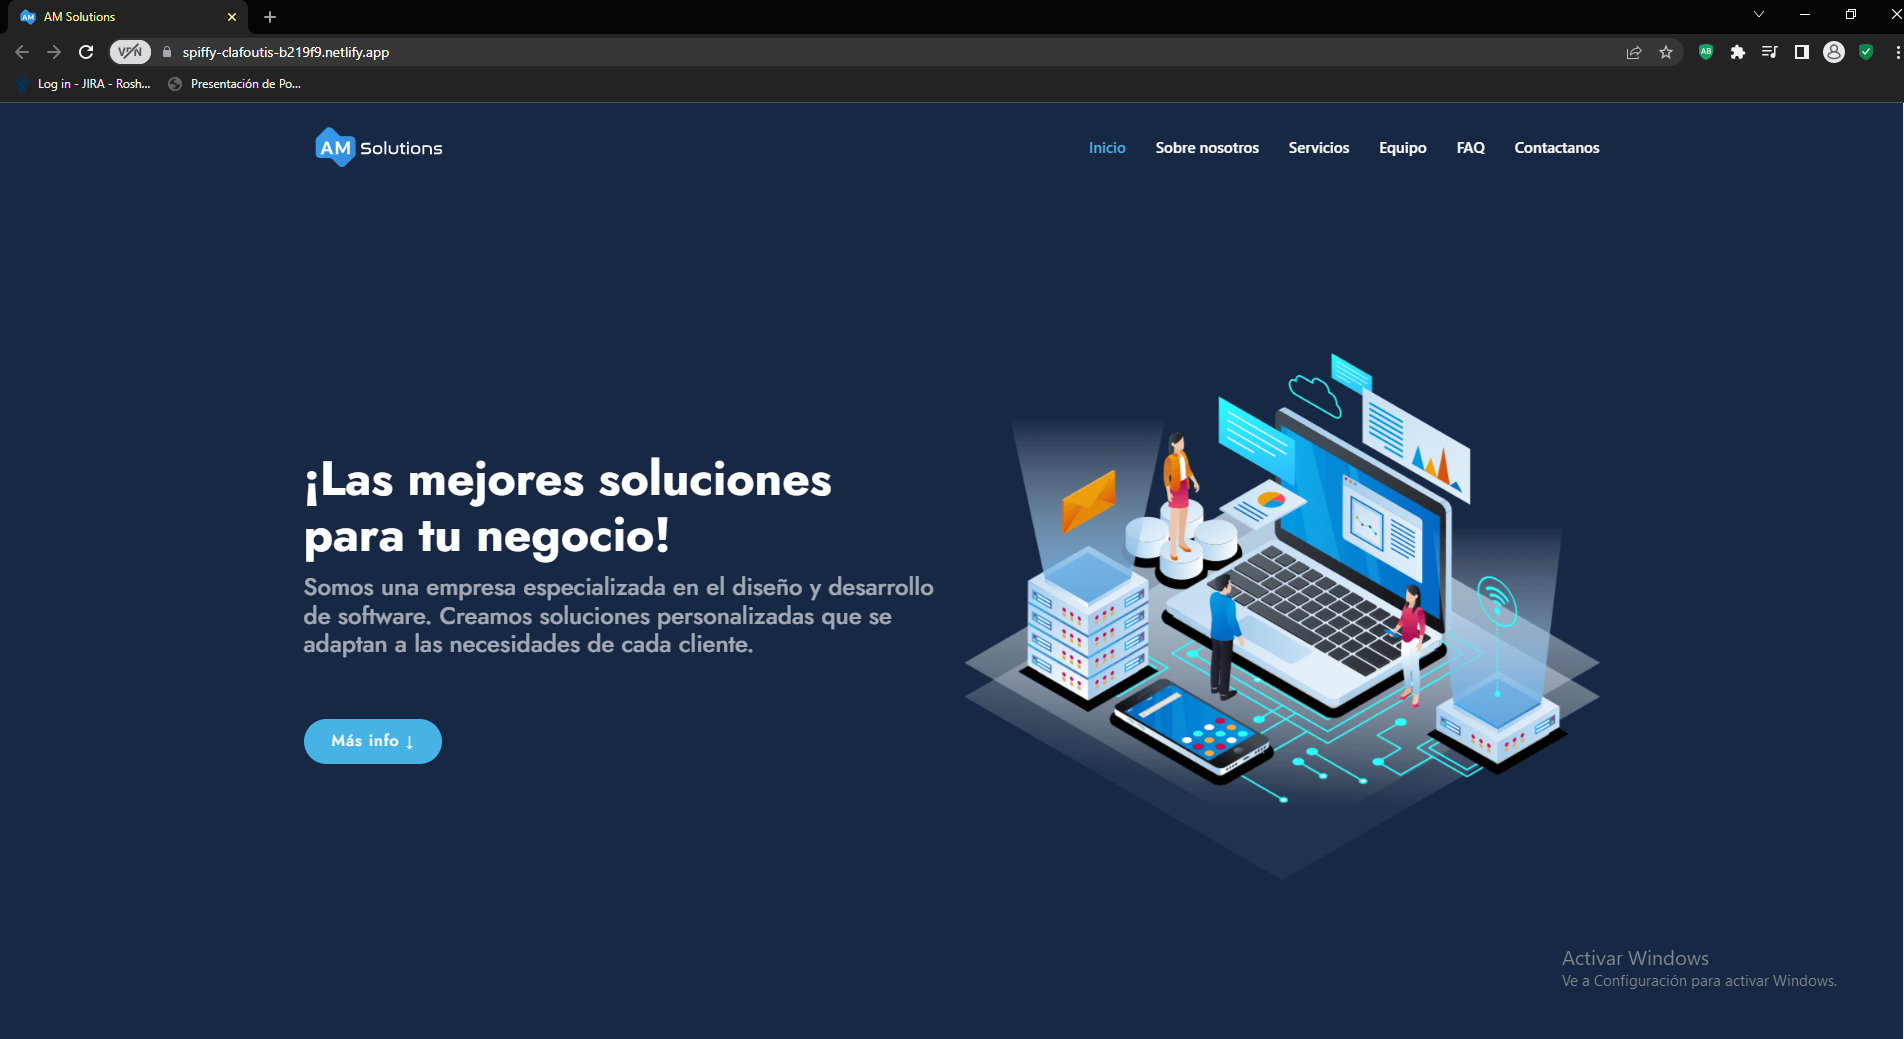 AM Solutions
VPN
spiffy-clafoutis-b219f9.netlify.app
AB
Log in - JIRA - Rosh...
Presentación de Po...
AM Solutions
Inicio
Sobre nosotros
Servicios
Equipo
FAQ
Contactanos
¡Las mejores soluciones
para tu negocio!
Somos una empresa especializada en el diseño y desarrollo
de software. Creamos soluciones personalizadas que se
adaptan a las necesidades de cada cliente.
Más info ↓
Activar Windows
Ve a Configuración para activar Windows.